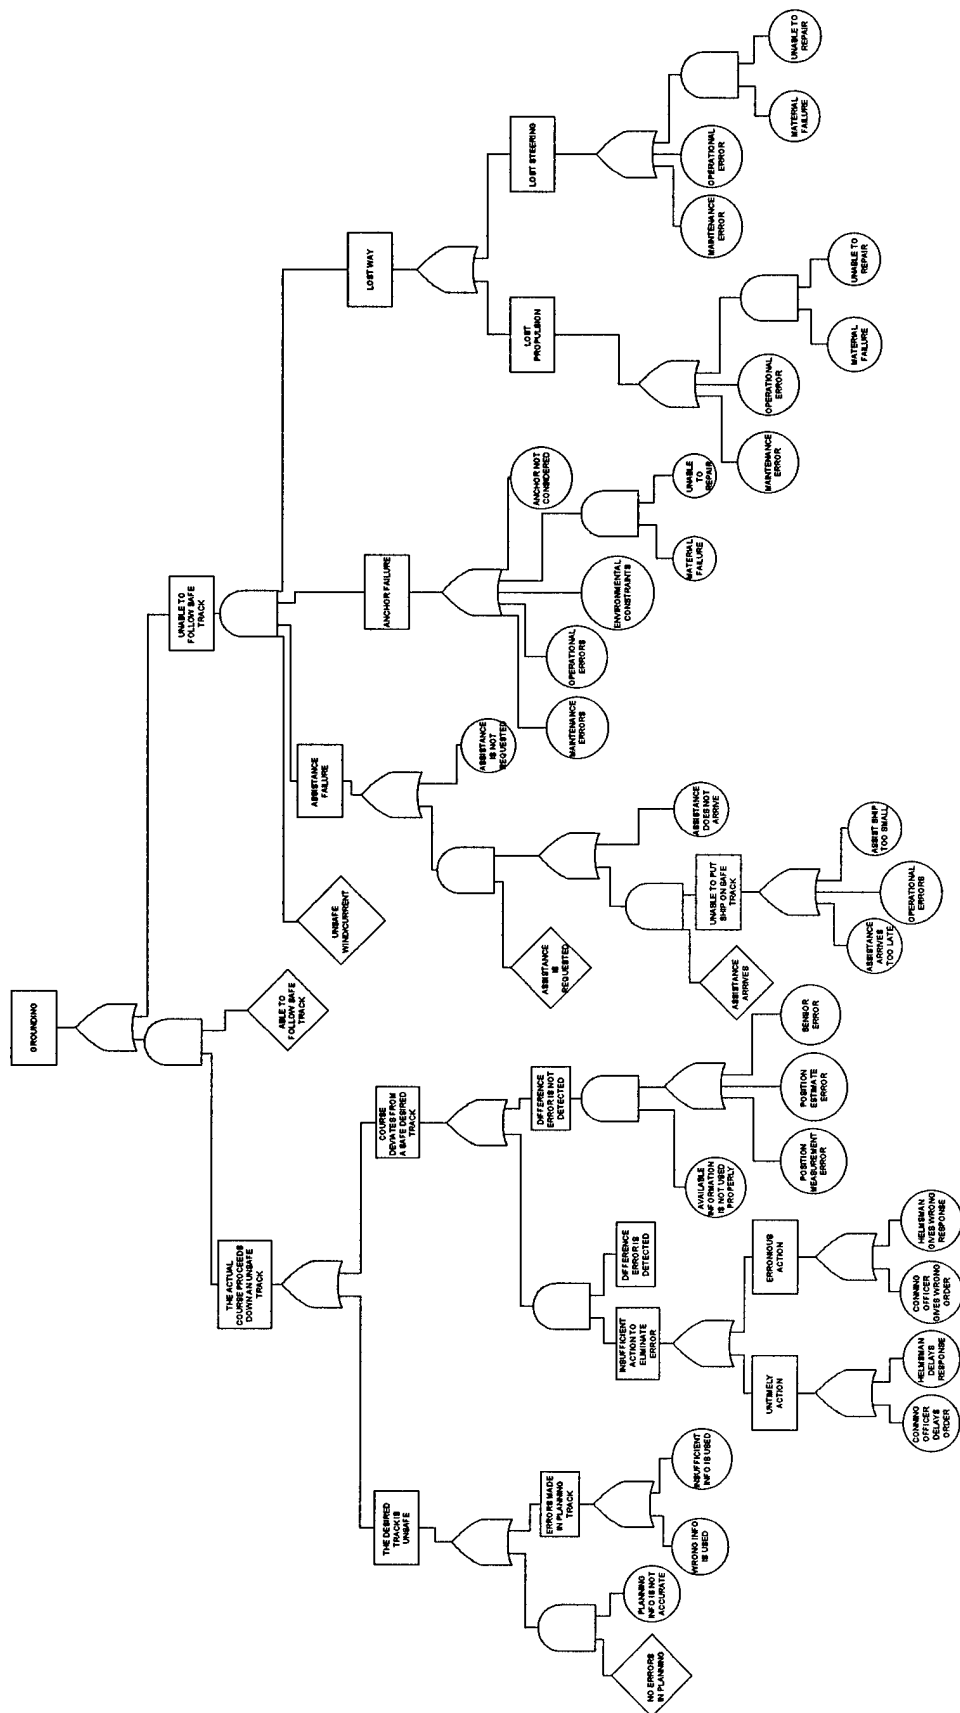 GROUNDING
UNABLE TO
FOLLOW SAFE
TRACK
ABLE TO
FOLLOW SAFE
TRACK
THE ACTUAL
COURSE PROCEEDS
DOWN AN UNSAFE
TRACK
UNSAFE
WIND/CURRENT
ASSISTANCE
FAILURE
ANCHOR FAILURE
LOST WAY
THE DESIRED
TRACK IS
UNSAFE
COURSE
DEVIATES FROM
A SAFE DESIRED
TRACK
ASSISTANCE
IS NOT
REQUESTED
ANCHOR NOT
CONSIDERED
LOST
PROPULSION
LOST STEERING
ERRORS MADE
IN PLANNING
TRACK
DIFFERENCE
ERROR IS NOT
DETECTED
ASSISTANCE
IS
REQUESTED
MAINTENANCE
ERRORS
OPERATIONAL
ERRORS
ENVIRONMENTAL
CONSTRAINTS
NO ERRORS
IN PLANNING
PLANNING
INFO IS NOT
ACCURATE
INSUFFICIENT
ACTION TO
ELIMINATE
ERROR
DIFFERENCE
ERROR IS
DETECTED
WRONG INFO
IS USED
INSUFFICIENT
INFO IS USED
AVAILABLE
INFORMATION
IS NOT USED
PROPERLY
ASSISTANCE
ARRIVES
UNABLE TO PUT
SHIP ON SAFE
TRACK
ASSISTANCE
DOES NOT
ARRIVE
MATERIAL
FAILURE
UNABLE
TO
REPAIR
MAINTENANCE
ERROR
OPERATIONAL
ERROR
UNTIMELY
ACTION
ERRONIOUS
ACTION
POSITION
MEASUREMENT
ERROR
POSITION
ESTIMATE
ERROR
SENSOR
ERROR
MAINTENANCE
ERROR
OPERATIONAL
ERROR
MATERIAL
FAILURE
UNABLE TO
REPAIR
MATERIAL
FAILURE
UNABLE TO
REPAIR
ASSISTANCE
ARRIVES
TOO LATE
OPERATIONAL
ERRORS
ASSIST SHIP
TOO SMALL
CONNING
OFFICER
DELAYS
ORDER
HELMSMAN
DELAYS
RESPONSE
CONNING
OFFICER
GIVES WRONG
ORDER
HELMSMAN
GIVES WRONG
RESPONSE